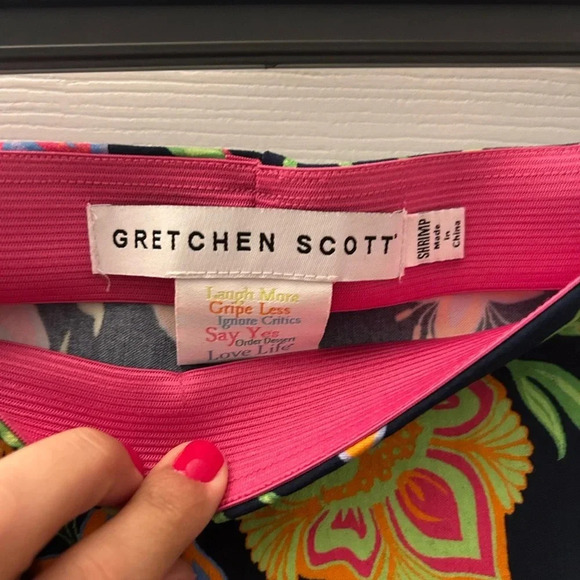 GRETCHEN SCOTT
SHRIMP
Made
in
China
Laugh More
Gripe Less
Ignore Critics
Say Yes
Order Dessert
Love Life